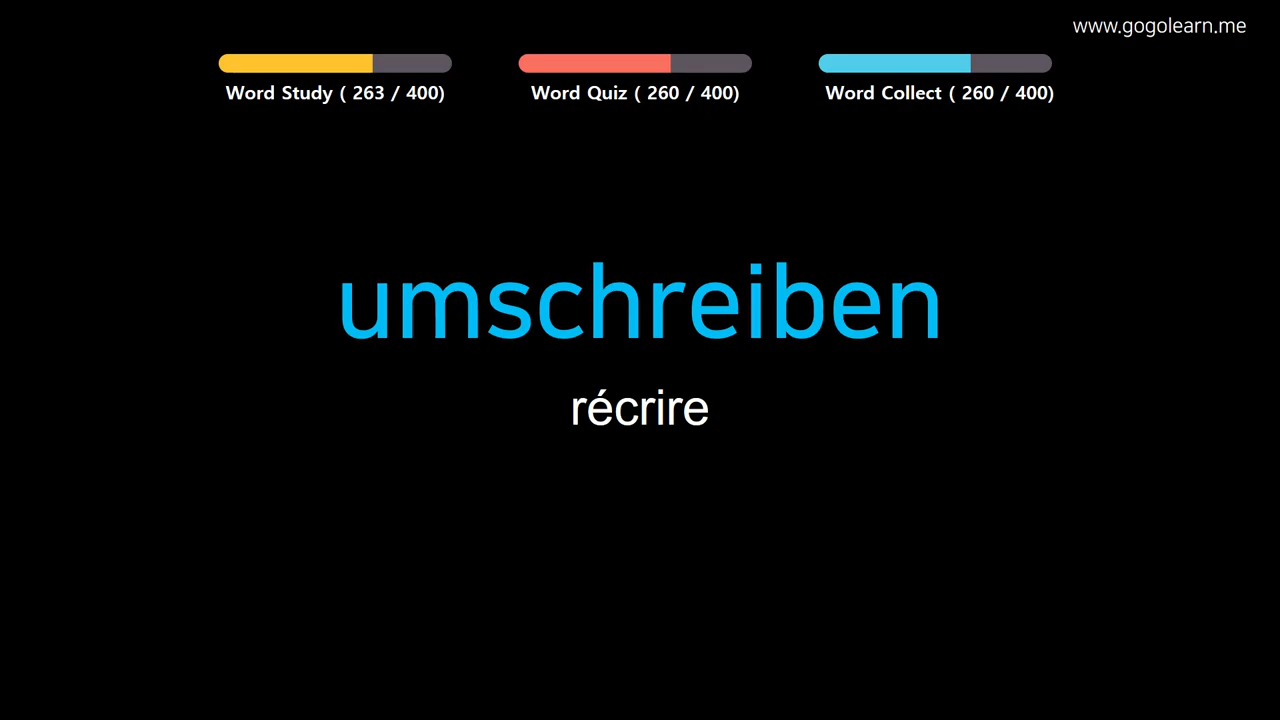 www.gogolearn.me
Word Study ( 263 / 400)
Word Quiz ( 260 / 400)
Word Collect ( 260 / 400)
umschreiben
récrire